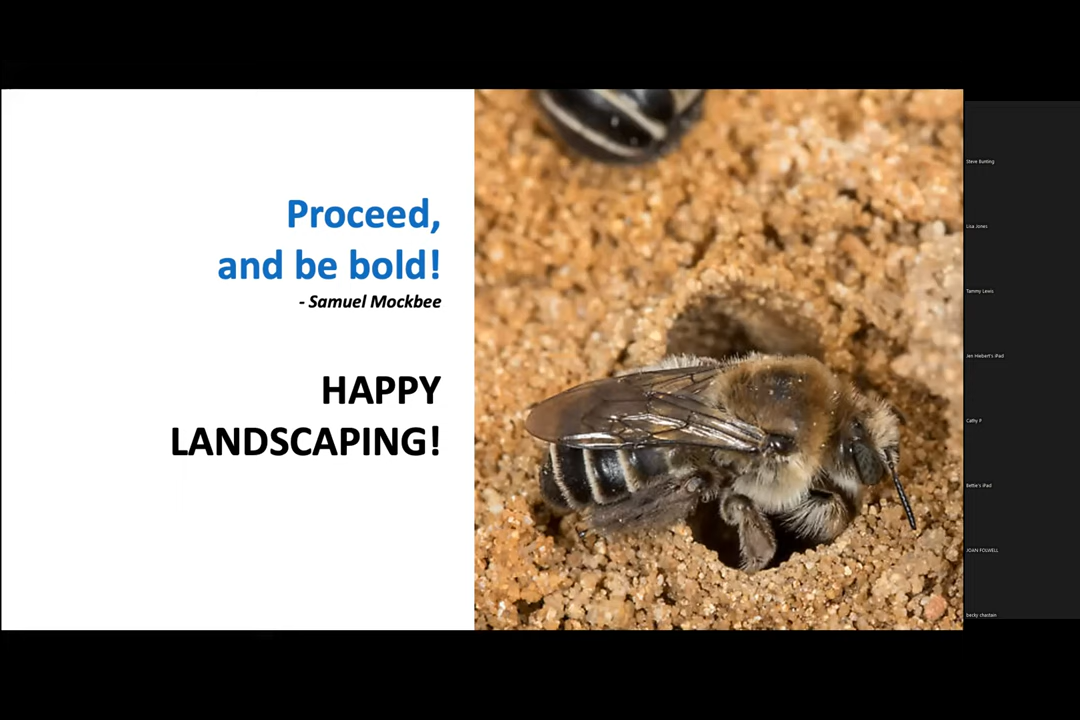 Proceed,
and be bold!
- Samuel Mockbee
HAPPY
LANDSCAPING!
Steve Bunting
Lisa Jones
Tammy Lewis
Jen Hiebert's iPad
Cathy P
Bettie's iPad
JOAN FOLWELL
becky chastain